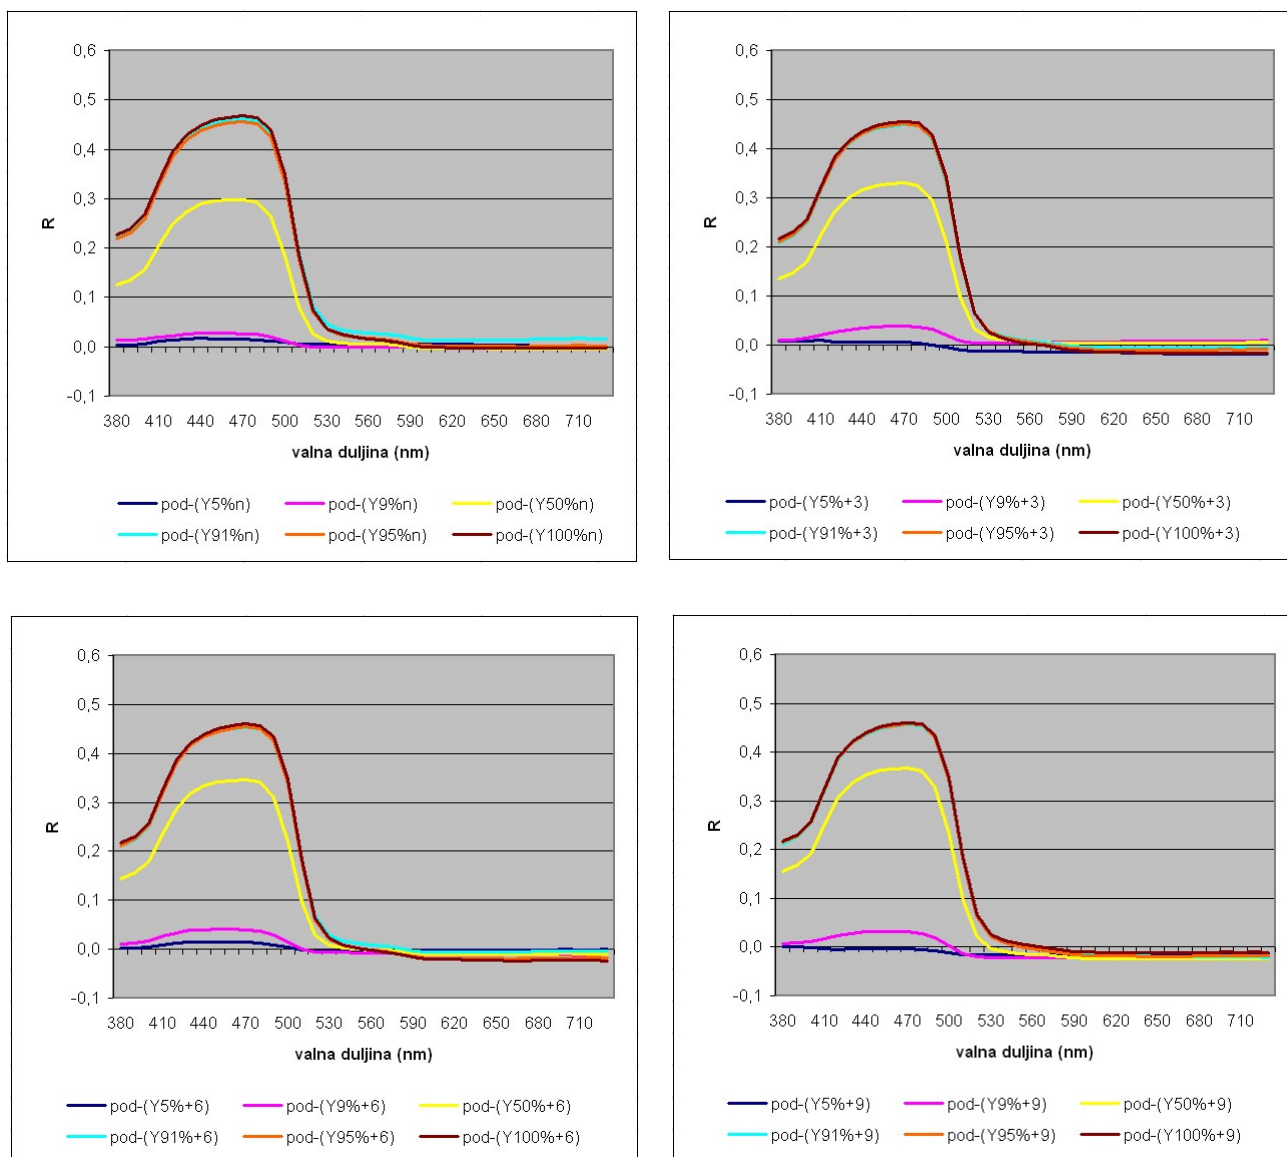 0,6
0,5
0,4
0,3
0,2
0,1
0,0
-0,1
R
380 410 440 470 500 530 560 590 620 650 680 710
valna duljina (nm)
pod-(Y5%n) pod-(Y9%n) pod-(Y50%n)
pod-(Y91%n) pod-(Y95%n) pod-(Y100%n)
0,6
0,5
0,4
0,3
0,2
0,1
0,0
-0,1
R
380 410 440 470 500 530 560 590 620 650 680 710
valna duljina (nm)
pod-(Y5%+3) pod-(Y9%+3) pod-(Y50%+3)
pod-(Y91%+3) pod-(Y95%+3) pod-(Y100%+3)
0,6
0,5
0,4
0,3
0,2
0,1
0,0
-0,1
R
380 410 440 470 500 530 560 590 620 650 680 710
valna duljina (nm)
pod-(Y5%+6) pod-(Y9%+6) pod-(Y50%+6)
pod-(Y91%+6) pod-(Y95%+6) pod-(Y100%+6)
0,6
0,5
0,4
0,3
0,2
0,1
0,0
-0,1
R
380 410 440 470 500 530 560 590 620 650 680 710
valna duljina (nm)
pod-(Y5%+9) pod-(Y9%+9) pod-(Y50%+9)
pod-(Y91%+9) pod-(Y95%+9) pod-(Y100%+9)